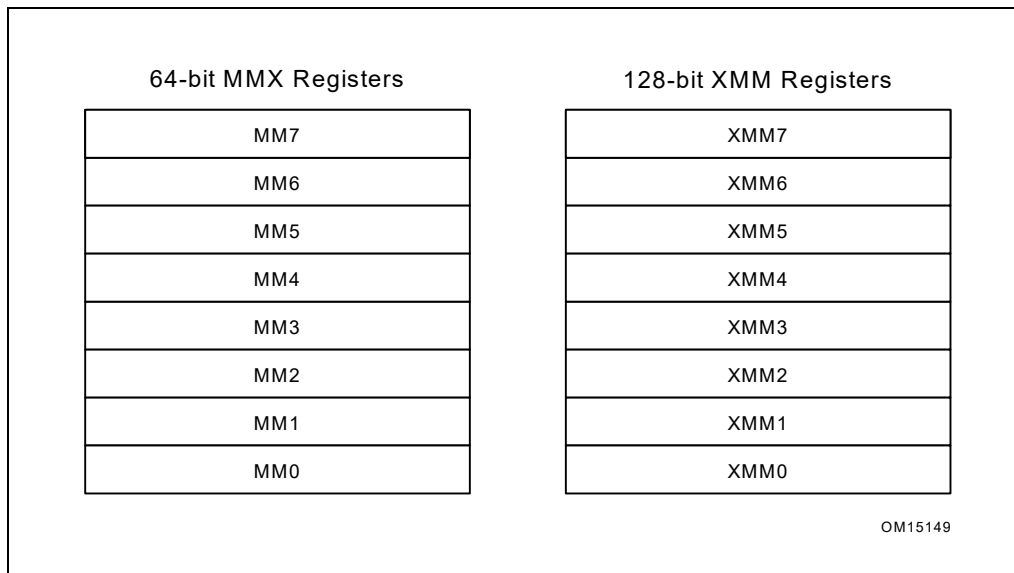 64-bit MMX Registers
MM7
MM6
MM5
MM4
MM3
MM2
MM1
MM0
128-bit XMM Registers
XMM7
XMM6
XMM5
XMM4
XMM3
XMM2
XMM1
XMM0
OM15149